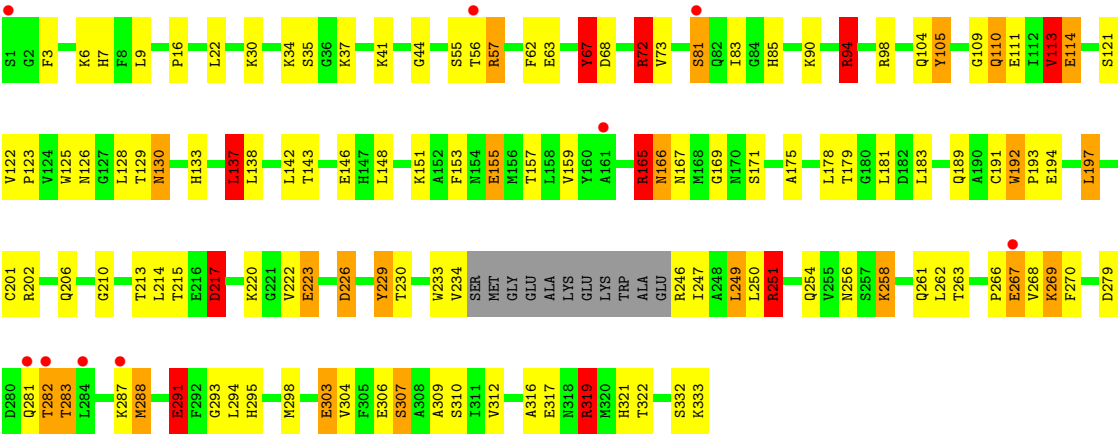 S1 G2 F3 K6 H7 F8 L9 P16 L22 K30 K34 S35 G36 K37 K41 G44 S55 T56 R57 F62 E63 Y67 D68 R72 V73 S81 Q82 I83 G84 H85 K90 R94 R98 Q104 Y105 G109 Q110 E111 I112 V113 E114 S121
V122 P123 V124 W125 N126 G127 L128 T129 N130 H133 L137 L138 L142 T143 E146 H147 L148 K151 A152 F153 N154 E155 M156 T157 L158 V159 Y160 A161 R165 N166 N167 M168 G169 N170 S171 A175 L178 T179 G180 L181 D182 L183 Q189 A190 C191 W192 P193 E194 L197
C201 R202 Q206 G210 T213 L214 T215 E216 D217 K220 G221 V222 E223 D226 Y229 T230 W233 V234 SER MET GLY GLU ALA LYS GLU LYS TRP ALA GLU R246 I247 A248 L249 L250 R251 Q254 V255 N256 S257 K258 Q261 L262 T263 P266 E267 V268 K269 F270 D279
D280 Q281 T282 T283 L284 K287 M288 E291 F292 G293 L294 H295 M298 E303 V304 F305 E306 S307 A308 A309 S310 I311 V312 A316 E317 N318 R319 M320 H321 T322 S332 K333